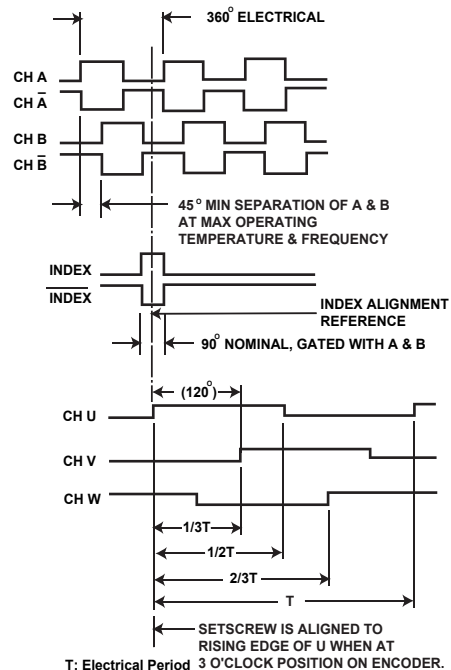 360° ELECTRICAL
CH A
CH A̅
CH B
CH B̅
45° MIN SEPARATION OF A & B
AT MAX OPERATING
TEMPERATURE & FREQUENCY
INDEX
I̅N̅D̅E̅X̅
INDEX ALIGNMENT
REFERENCE
90° NOMINAL, GATED WITH A & B
(120°)
CH U
CH V
CH W
1/3T
1/2T
2/3T
T
SETSCREW IS ALIGNED TO
RISING EDGE OF U WHEN AT
3 O'CLOCK POSITION ON ENCODER.
T: Electrical Period